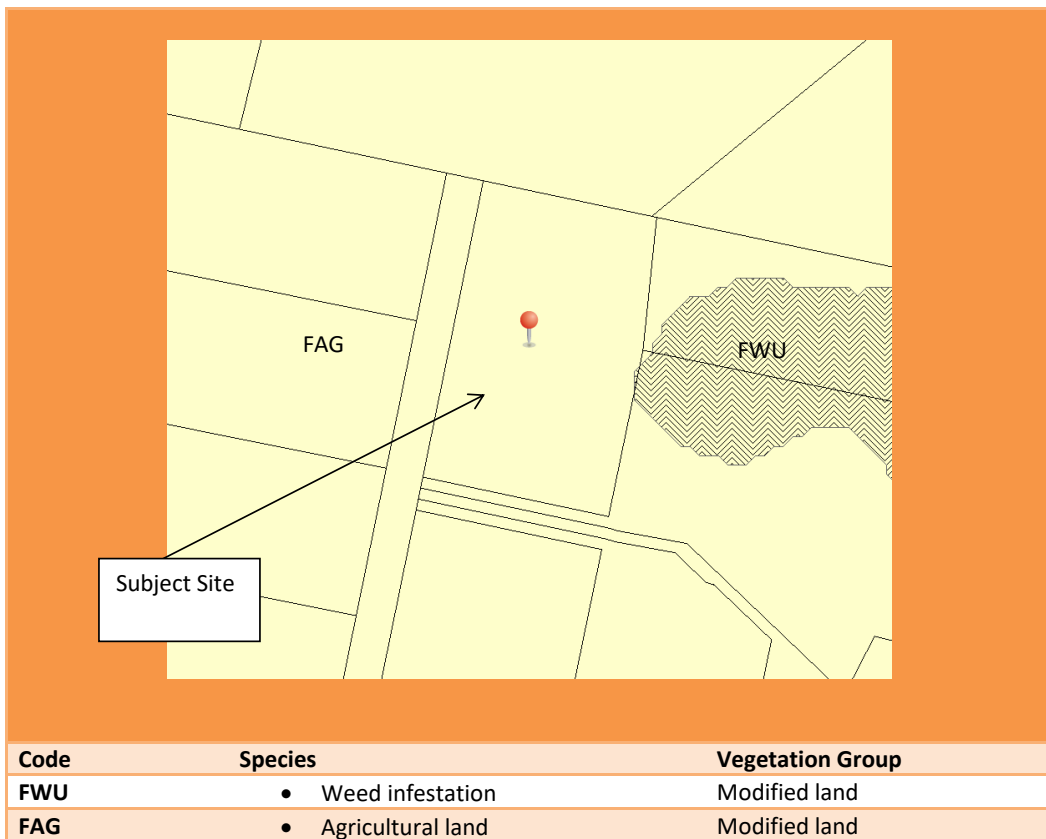 FAG
FWU
Subject Site
Code Species Vegetation Group
FWU • Weed infestation Modified land
FAG • Agricultural land Modified land